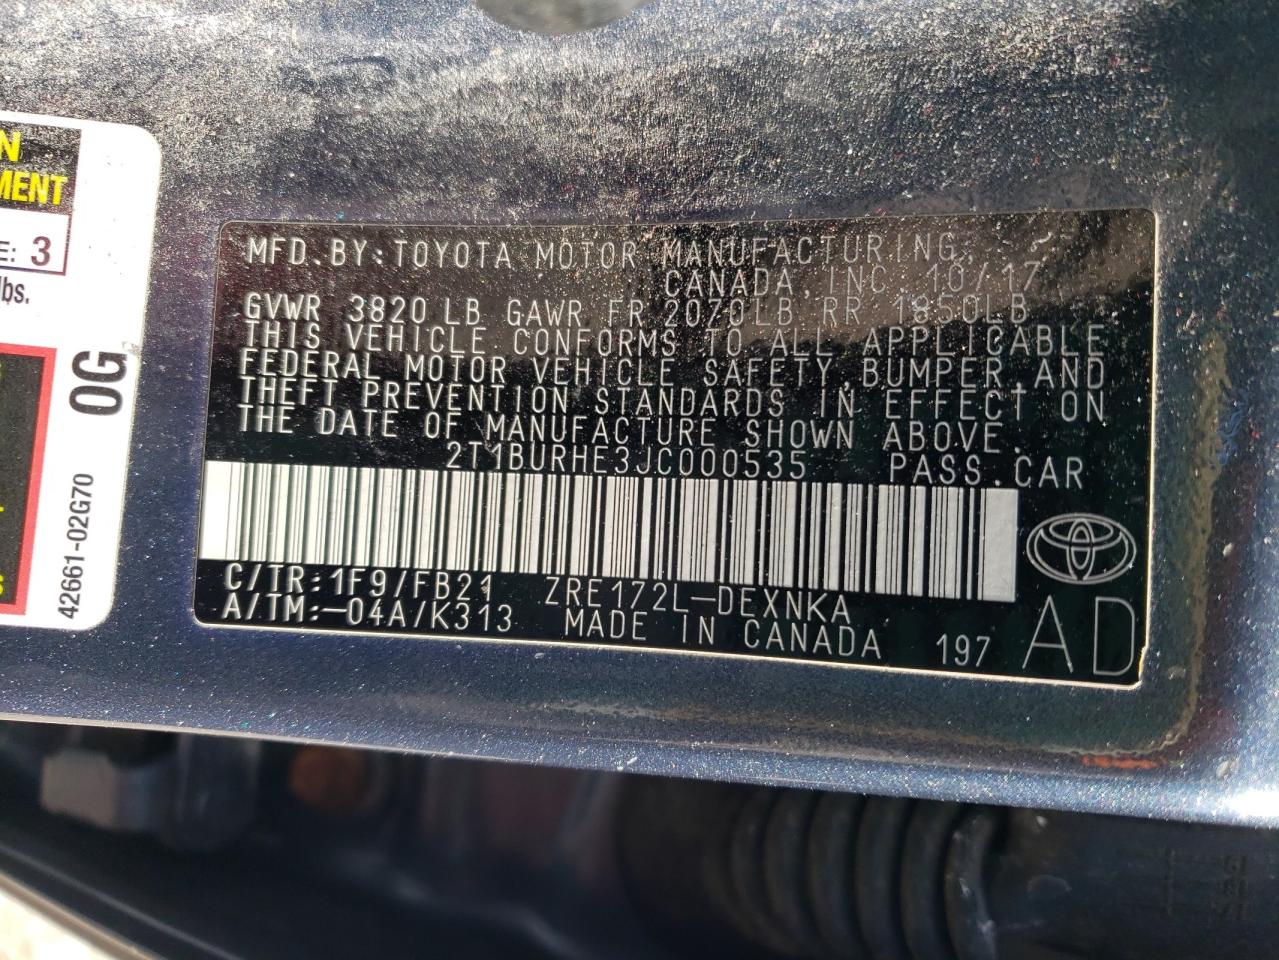 N
MENT
E: 3
lbs.
0G
42661-02G70
MFD.BY:TOYOTA MOTOR MANUFACTURING,
CANADA,INC. 10/17
GVWR 3820LB GAWR FR 2070LB RR 1850LB
THIS VEHICLE CONFORMS TO ALL APPLICABLE
FEDERAL MOTOR VEHICLE SAFETY,BUMPER,AND
THEFT PREVENTION STANDARDS IN EFFECT ON
THE DATE OF MANUFACTURE SHOWN ABOVE.
2T1BURHE3JC000535 PASS.CAR
C/TR:1F9/FB21 ZRE172L-DEXNKA
A/TM:-04A/K313 MADE IN CANADA 197 AD